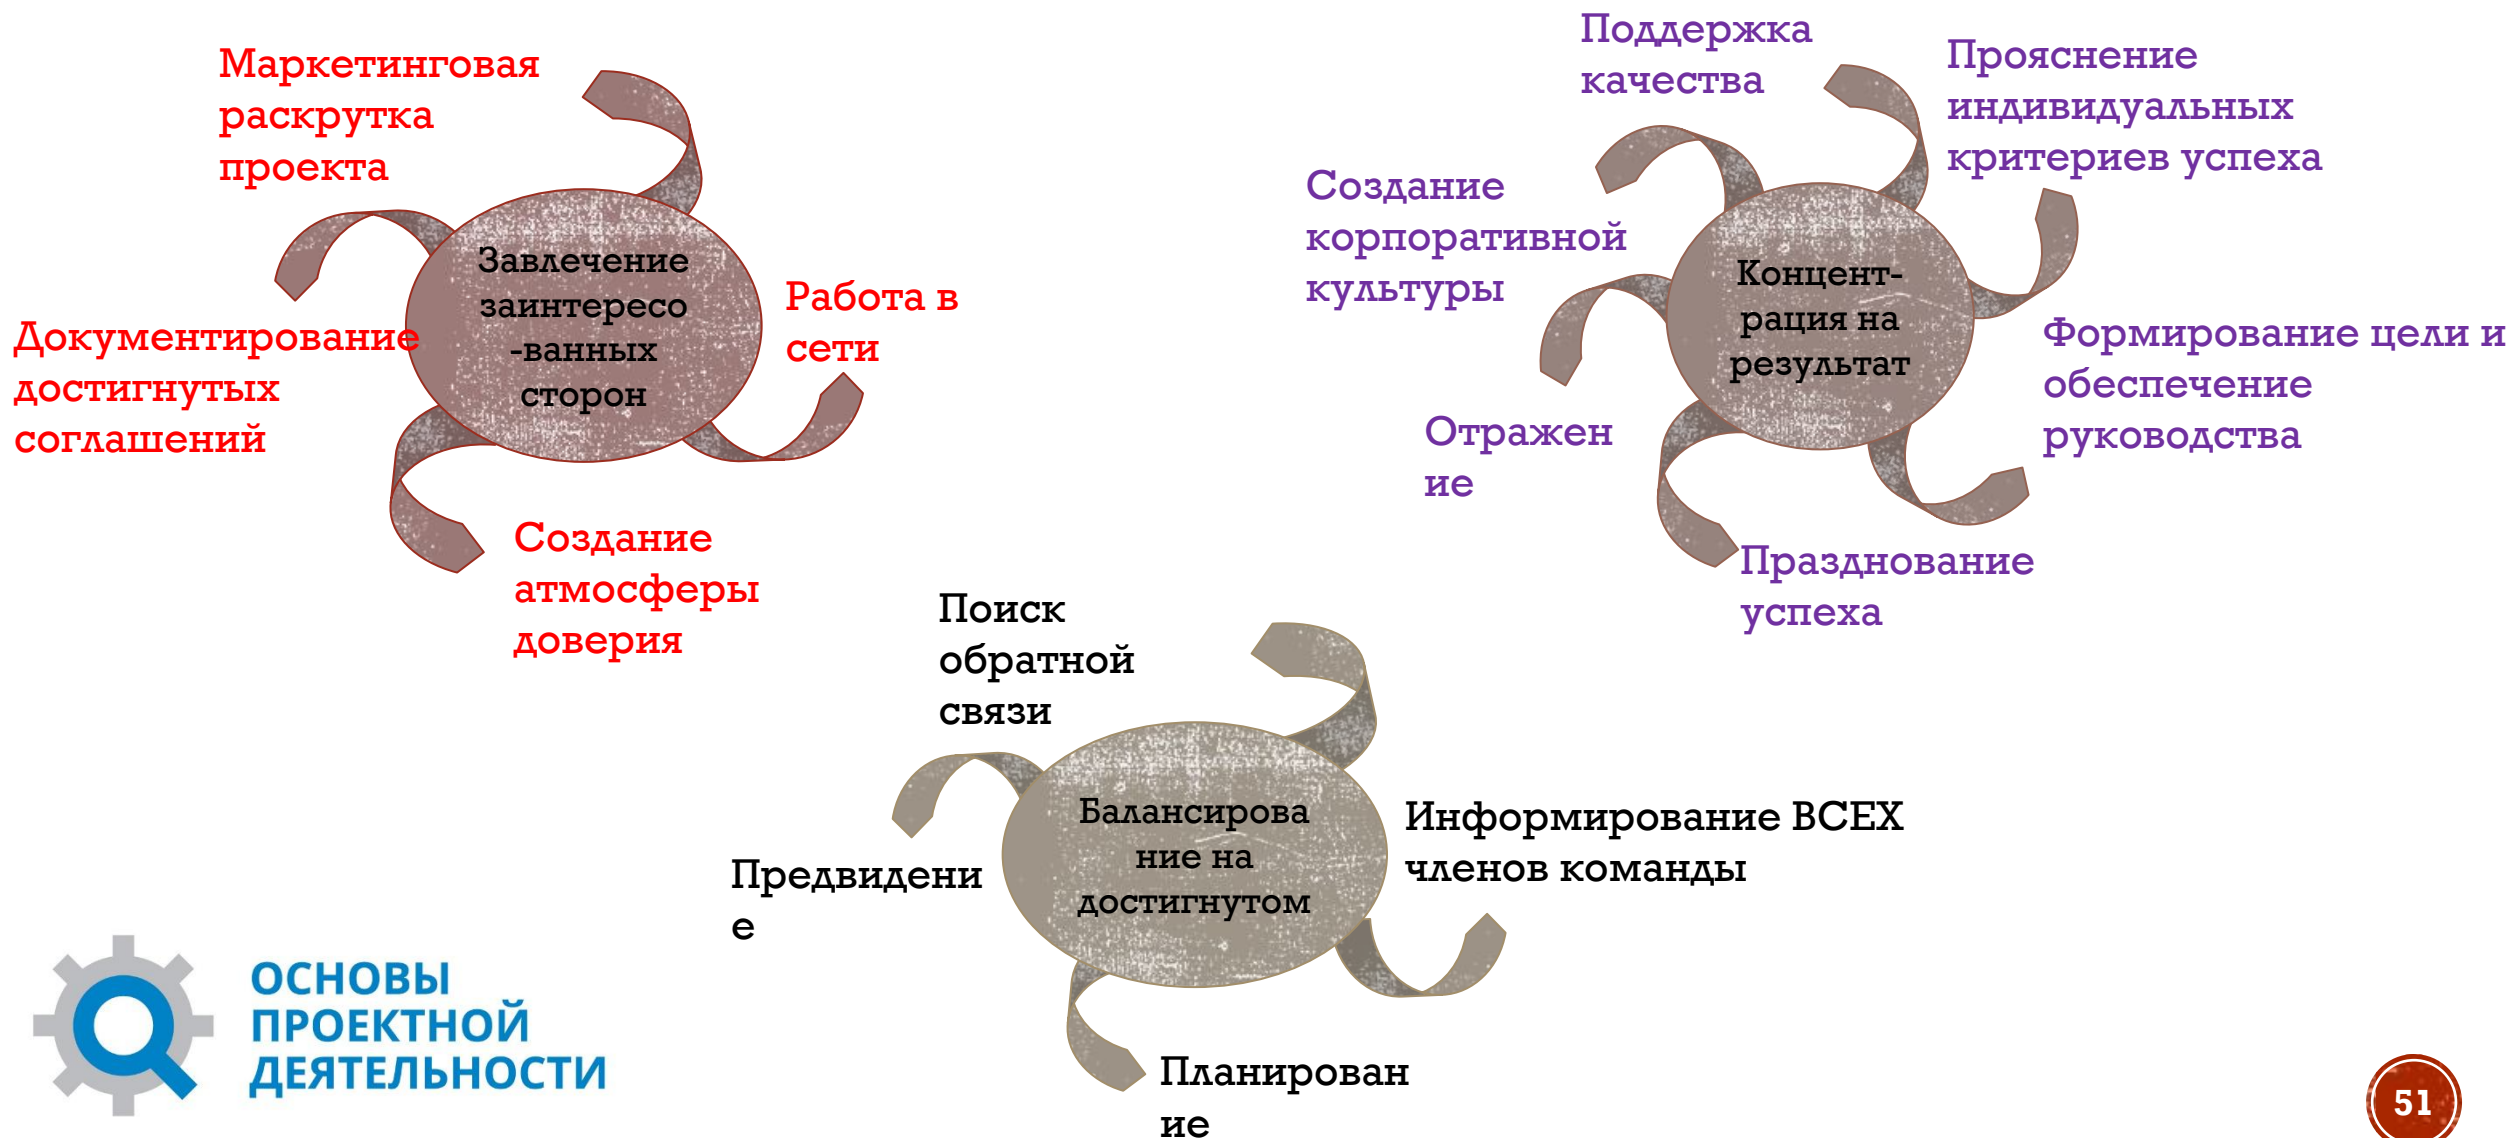 Маркетинговая
раскрутка
проекта
Завлечение
заинтересо
-ванных
сторон
Работа в
сети
Документирование
достигнутых
соглашений
Создание
атмосферы
доверия
Поддержка
качества
Прояснение
индивидуальных
критериев успеха
Создание
корпоративной
культуры
Концент-
рация на
результат
Формирование цели и
обеспечение
руководства
Отражен
ие
Празднование
успеха
Поиск
обратной
связи
Балансирова
ние на
достигнутом
Информирование ВСЕХ
членов команды
Предвидени
е
Планирован
ие
ОСНОВЫ
ПРОЕКТНОЙ
ДЕЯТЕЛЬНОСТИ
51